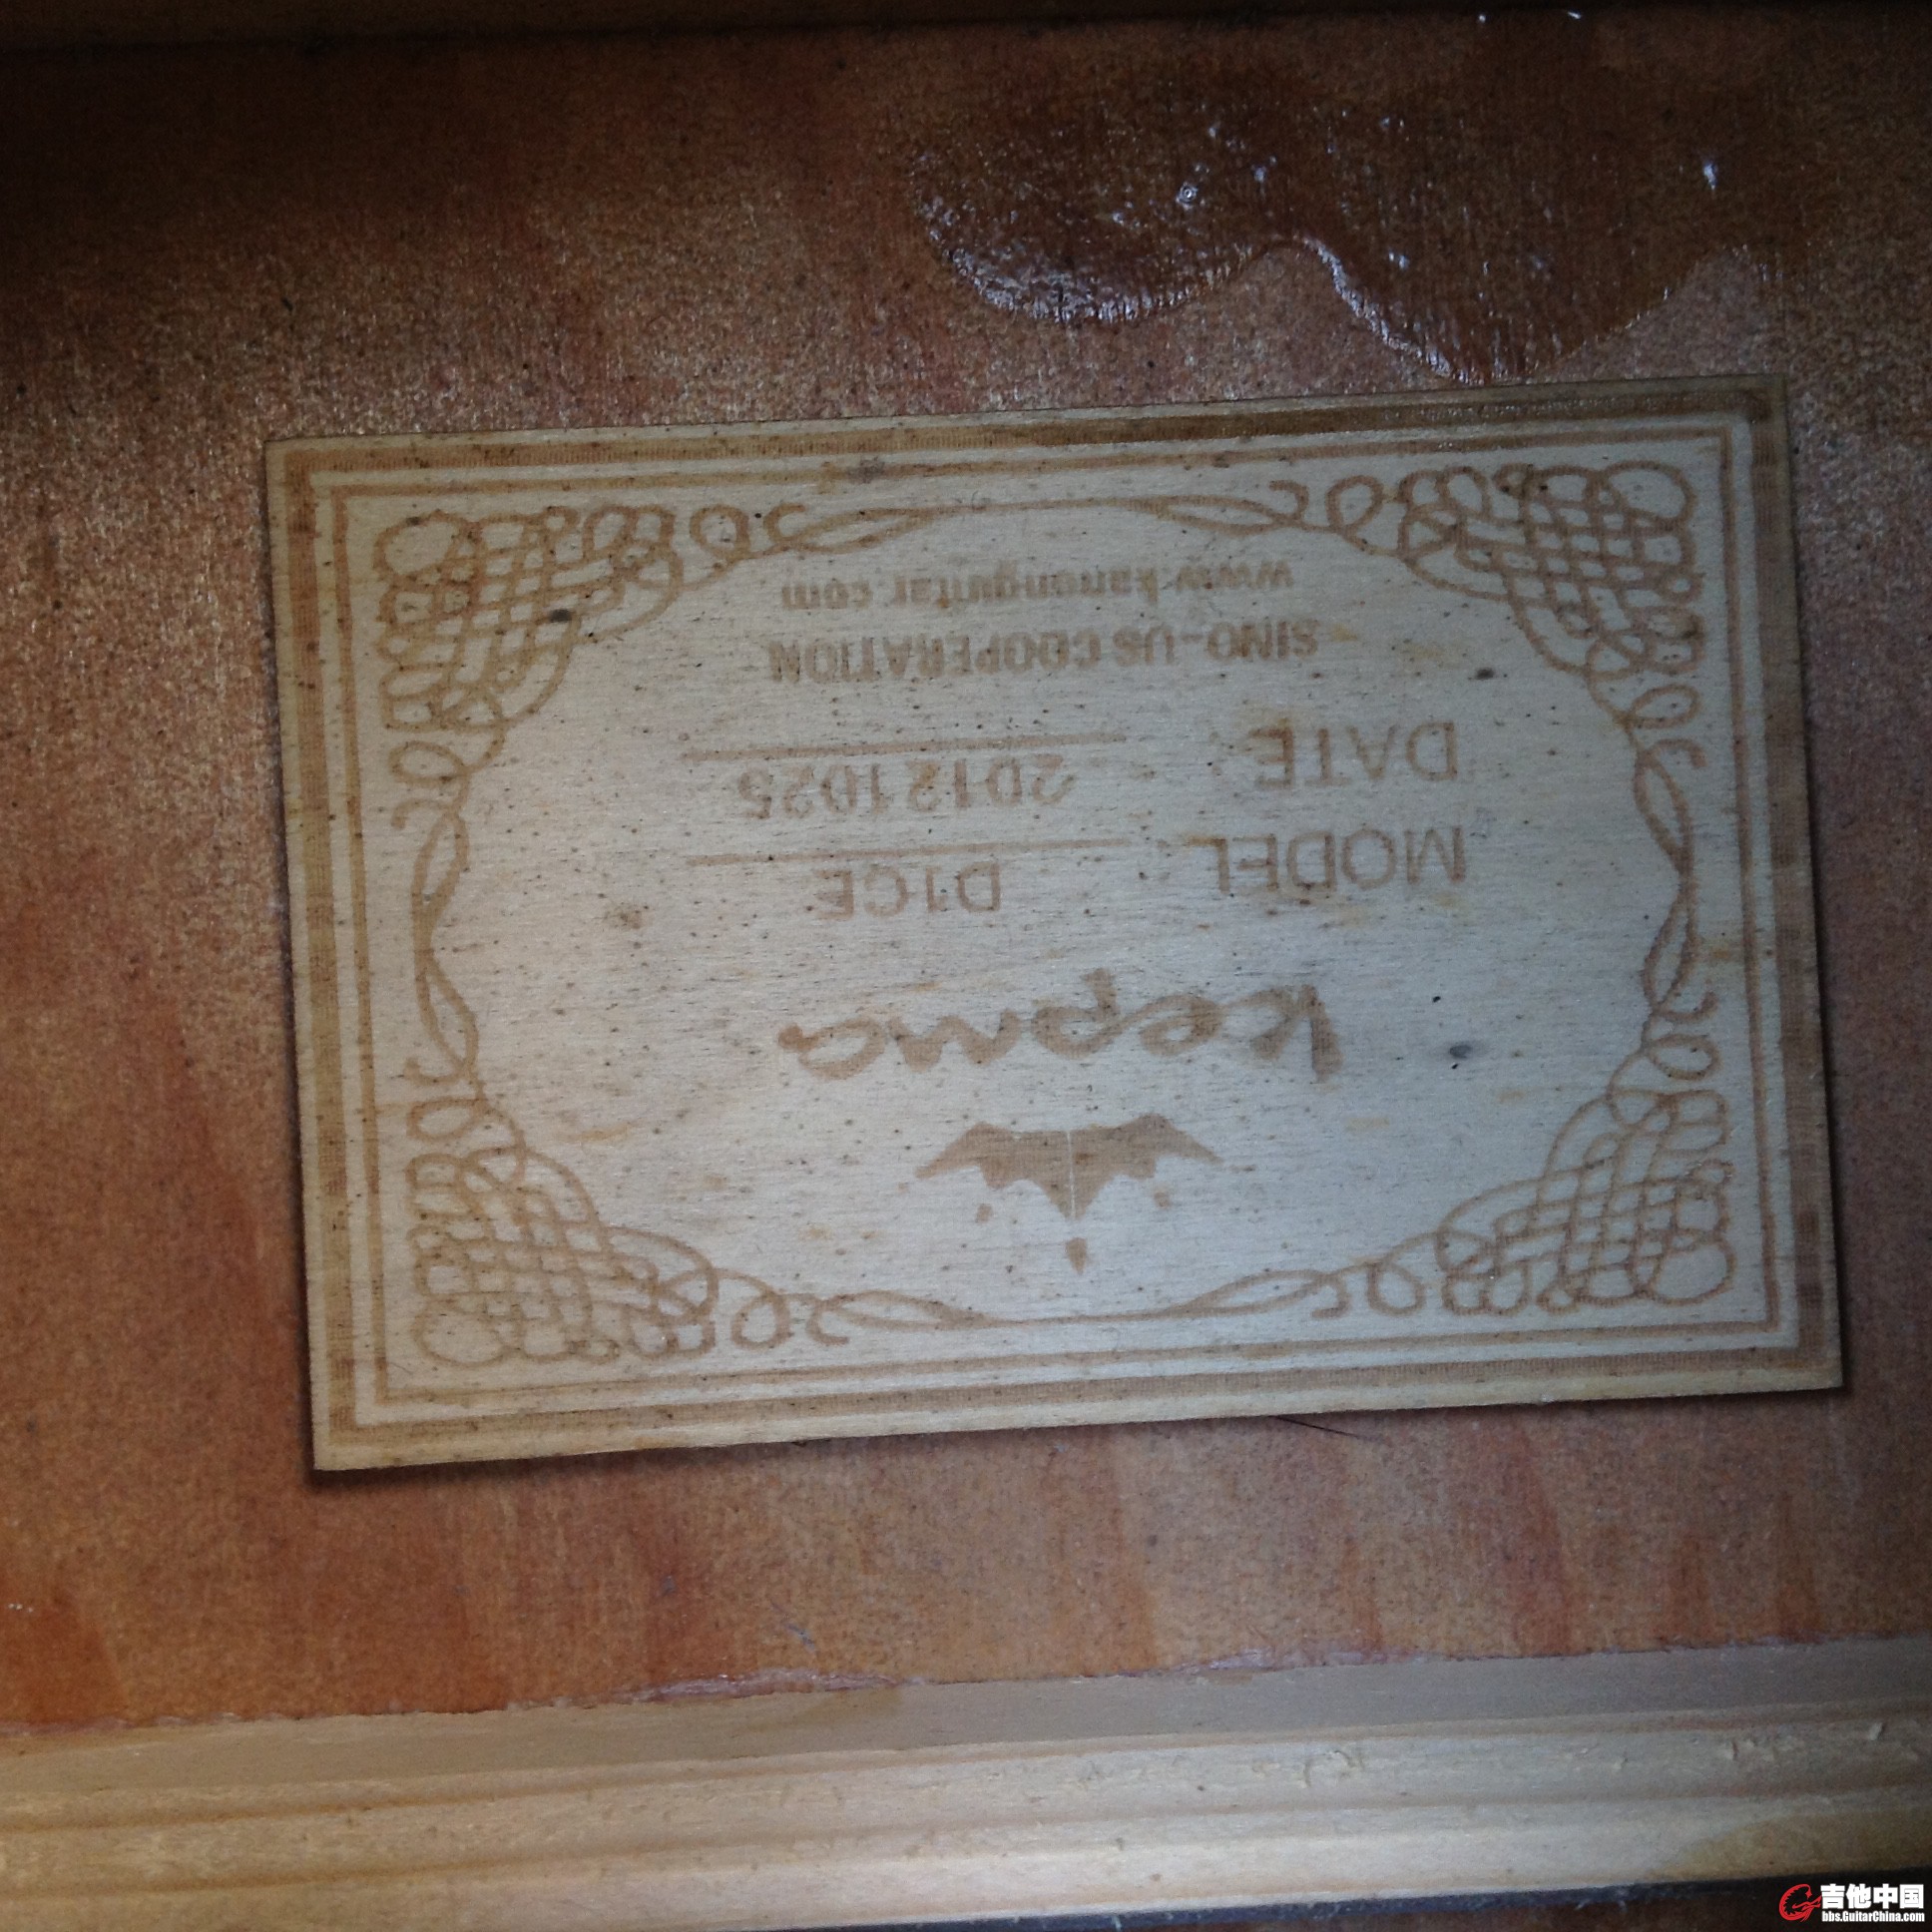 kepma
MODEL D1CE
DATE 20121025
SINO-US COOPERATION
www.kanonguitar.com
吉他中国
bbs.GuitarChina.com